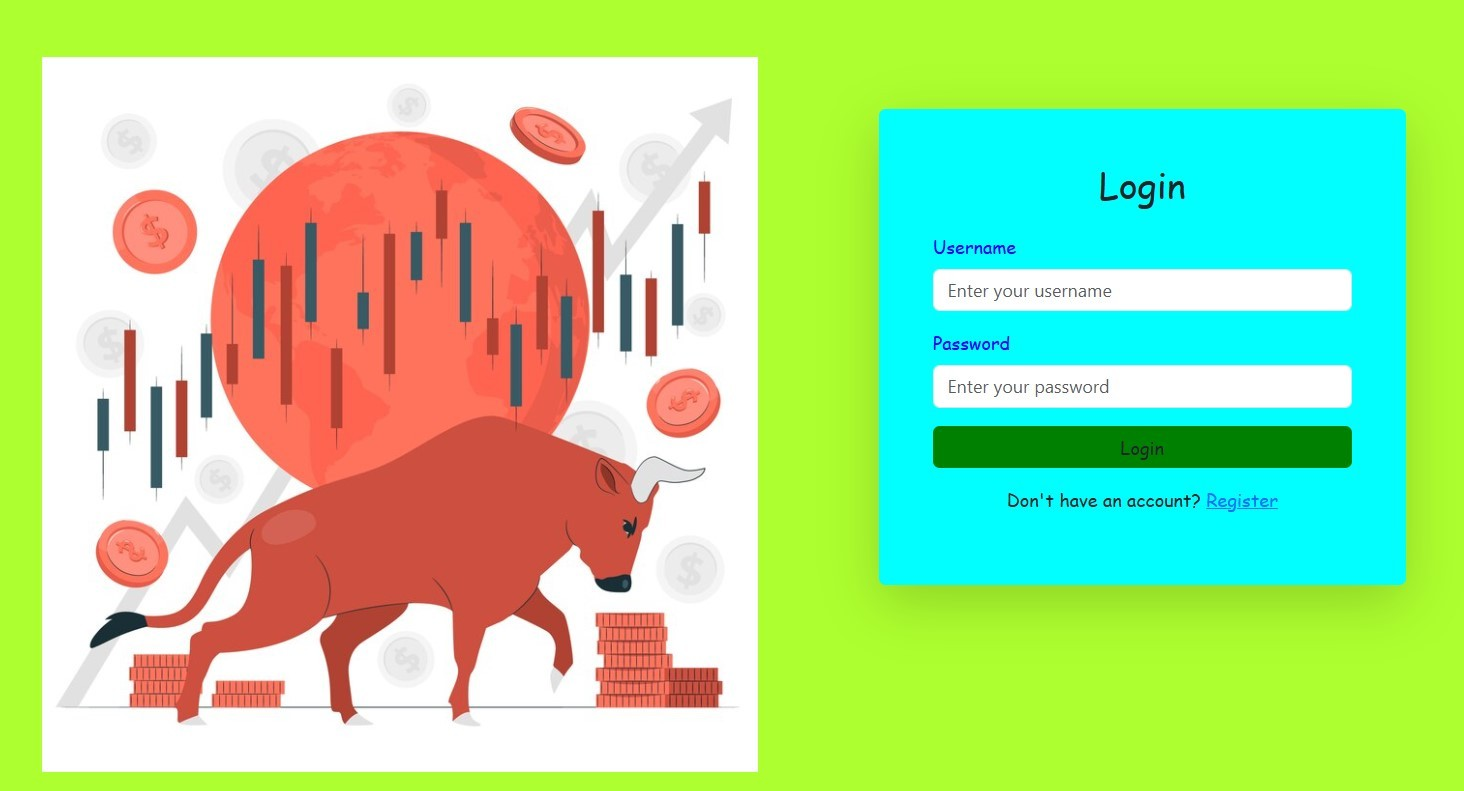 Login
Username
Enter your username
Password
Enter your password
Login
Don't have an account? Register